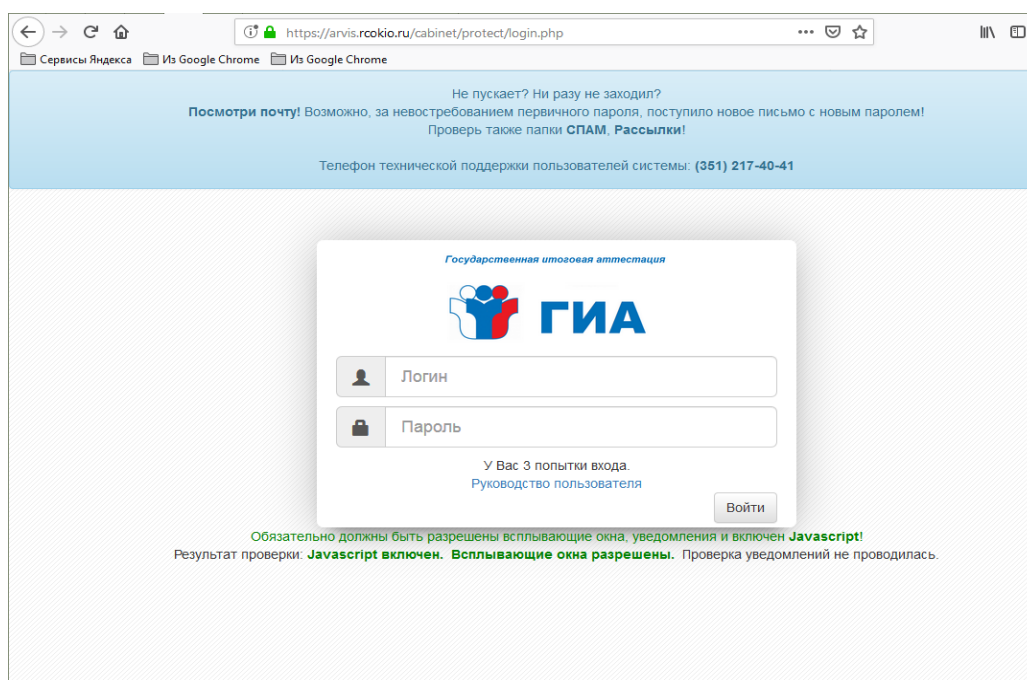 https://arvis.rcokio.ru/cabinet/protect/login.php
Сервисы Яндекса Из Google Chrome Из Google Chrome
Не пускает? Ни разу не заходил?
Посмотри почту! Возможно, за невостребованием первичного пароля, поступило новое письмо с новым паролем!
Проверь также папки СПАМ, Рассылки!
Телефон технической поддержки пользователей системы: (351) 217-40-41
Государственная итоговая аттестация
ГИА
Логин
Пароль
У Вас 3 попытки входа.
Руководство пользователя
Войти
Обязательно должны быть разрешены всплывающие окна, уведомления и включен Javascript!
Результат проверки: Javascript включен. Всплывающие окна разрешены. Проверка уведомлений не проводилась.